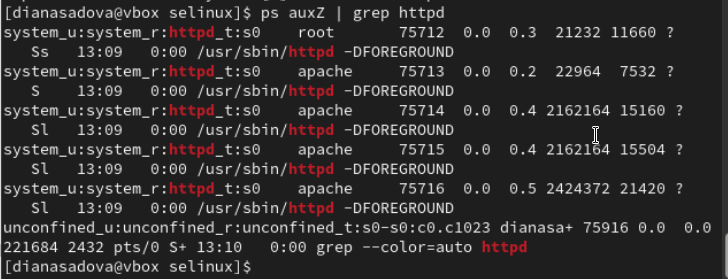 [dianasadova@vbox selinux]$ ps auxZ | grep httpd
system_u:system_r:httpd_t:s0    root       75712  0.0  0.3  21232 11660 ?
  Ss   13:09   0:00 /usr/sbin/httpd -DFOREGROUND
system_u:system_r:httpd_t:s0    apache     75713  0.0  0.2  22964  7532 ?
  S    13:09   0:00 /usr/sbin/httpd -DFOREGROUND
system_u:system_r:httpd_t:s0    apache     75714  0.0  0.4 2162164 15160 ?
  Sl   13:09   0:00 /usr/sbin/httpd -DFOREGROUND
system_u:system_r:httpd_t:s0    apache     75715  0.0  0.4 2162164 15504 ?
  Sl   13:09   0:00 /usr/sbin/httpd -DFOREGROUND
system_u:system_r:httpd_t:s0    apache     75716  0.0  0.5 2424372 21420 ?
  Sl   13:09   0:00 /usr/sbin/httpd -DFOREGROUND
unconfined_u:unconfined_r:unconfined_t:s0-s0:c0.c1023 dianasa+ 75916 0.0  0.0
221684 2432 pts/0 S+ 13:10   0:00 grep --color=auto httpd
[dianasadova@vbox selinux]$